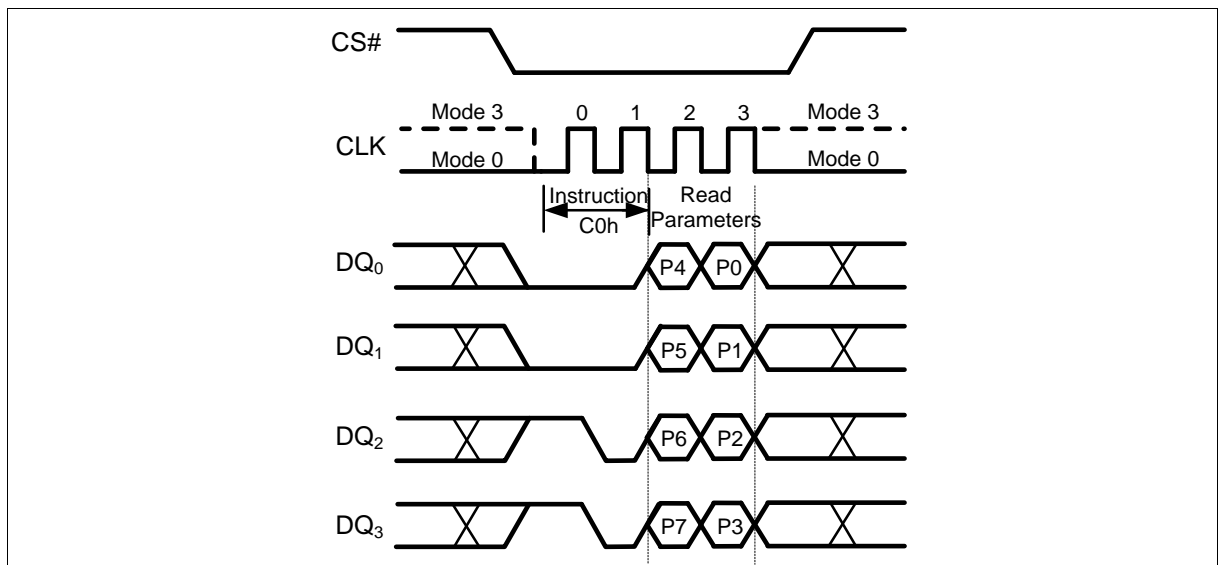 CS#
Mode 3 0 1 2 3 Mode 3
CLK
Mode 0 Mode 0
Instruction Read
C0h Parameters
DQ0 P4 P0
DQ1 P5 P1
DQ2 P6 P2
DQ3 P7 P3